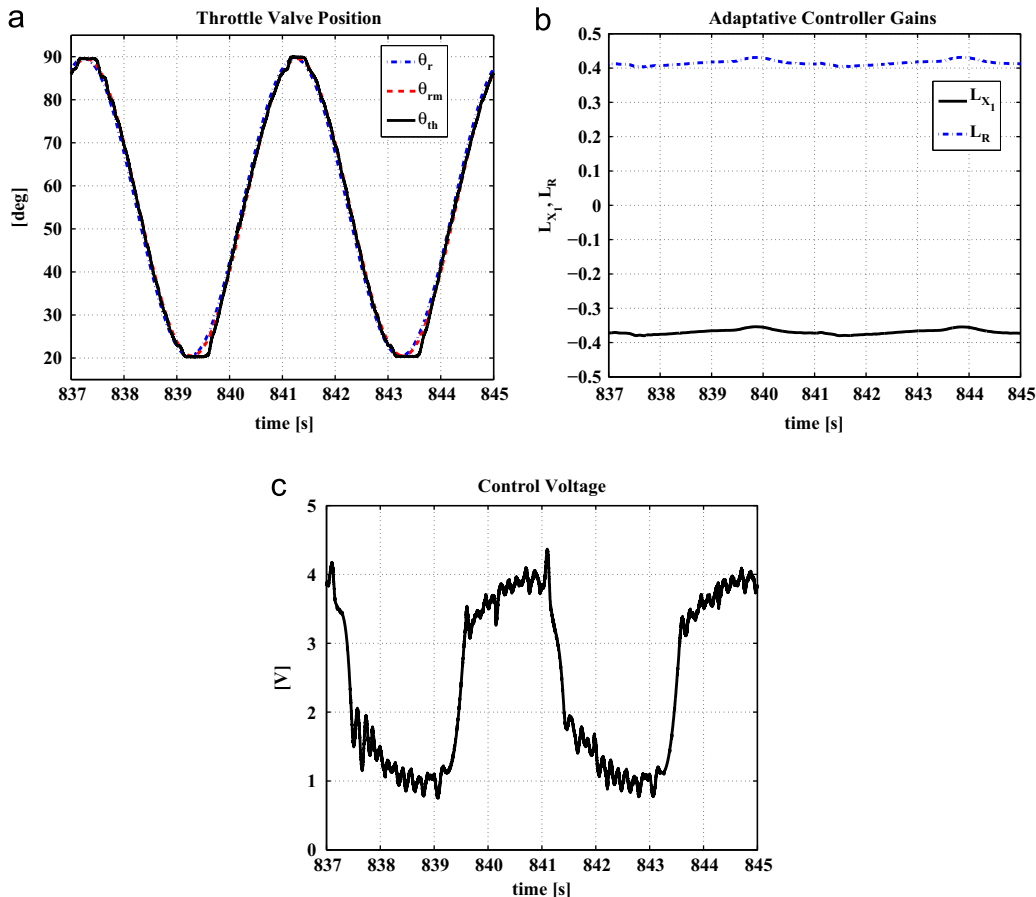 a
Throttle Valve Position
90
80
70
60
50
40
30
20
[deg]
θr
θrm
θth
837 838 839 840 841 842 843 844 845
time [s]
b
Adaptative Controller Gains
0.5
0.4
0.3
0.2
0.1
0
−0.1
−0.2
−0.3
−0.4
−0.5
LX1, LR
LX1
LR
837 838 839 840 841 842 843 844 845
time [s]
c
Control Voltage
5
4
3
2
1
0
[V]
837 838 839 840 841 842 843 844 845
time [s]